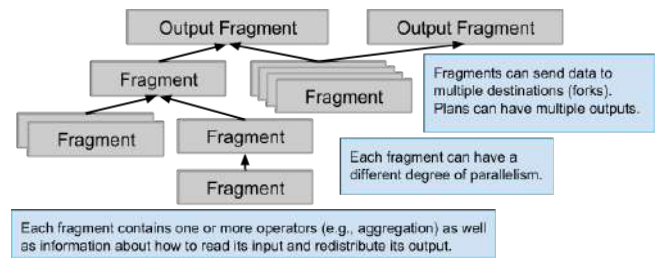 Output Fragment
Output Fragment
Fragment
Fragment
Fragments can send data to
multiple destinations (forks).
Plans can have multiple outputs.
Fragment
Fragment
Each fragment can have a
different degree of parallelism.
Fragment
Each fragment contains one or more operators (e.g., aggregation) as well
as information about how to read its input and redistribute its output.